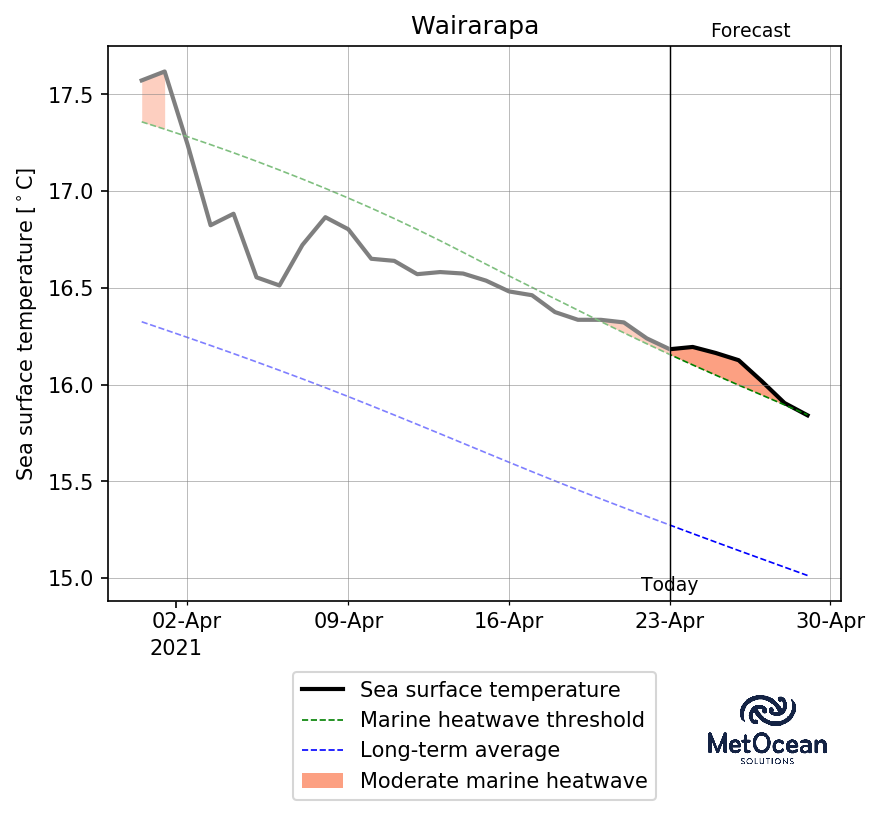 Wairarapa
Forecast
Sea surface temperature [°C]
17.5
17.0
16.5
16.0
15.5
15.0
Today
02-Apr
09-Apr
16-Apr
23-Apr
30-Apr
2021
Sea surface temperature
Marine heatwave threshold
Long-term average
Moderate marine heatwave
MetOcean
SOLUTIONS